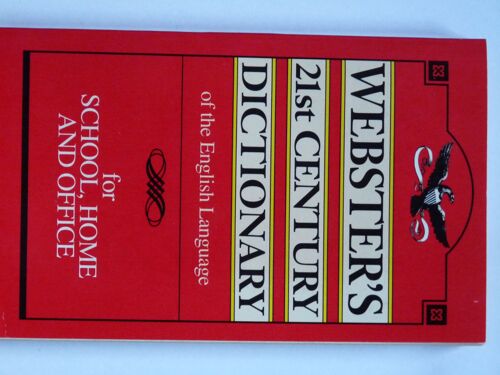 WEBSTER'S
21st CENTURY
DICTIONARY
of the English Language
for
SCHOOL, HOME
AND OFFICE